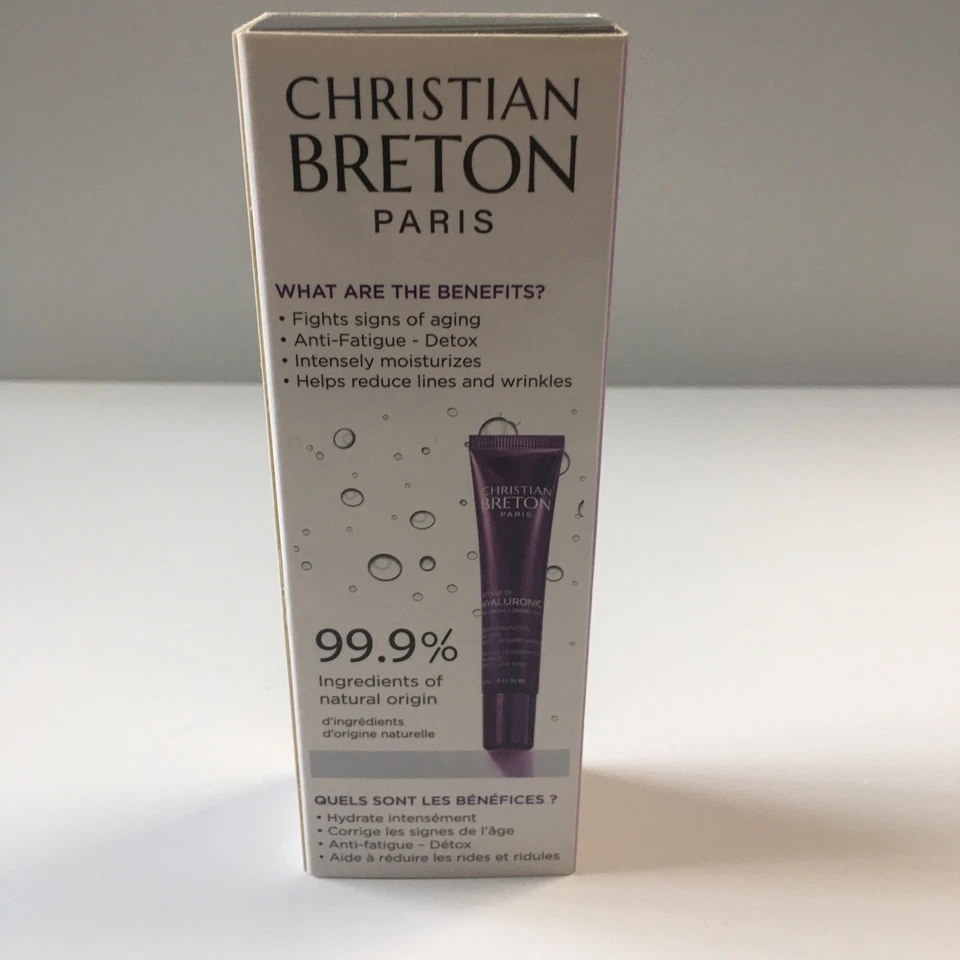 CHRISTIAN
BRETON
PARIS
WHAT ARE THE BENEFITS?
• Fights signs of aging
• Anti-Fatigue - Detox
• Intensely moisturizes
• Helps reduce lines and wrinkles
CHRISTIAN
BRETON
PARIS
HYALURONIC
99.9%
Ingredients of
natural origin
d'ingrédients
d'origine naturelle
QUELS SONT LES BÉNÉFICES ?
• Hydrate intensément
• Corrige les signes de l'âge
• Anti-fatigue – Détox
• Aide à réduire les rides et ridules